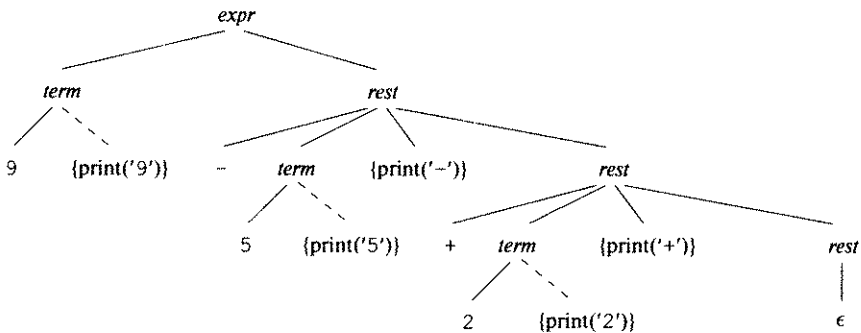 expr
term rest
9 {print('9')} − term {print('−')} rest
5 {print('5')} + term {print('+')} rest
2 {print('2')} ϵ